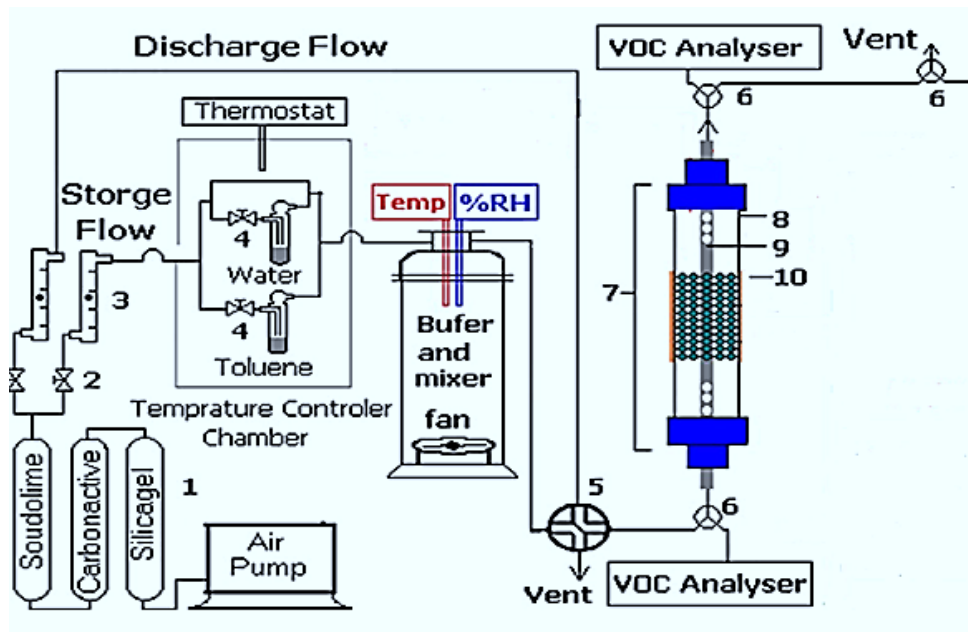 Discharge Flow
VOC Analyser
Vent
6
6
Thermostat
Storge
Flow
Temp
%RH
4
Water
3
4
Toluene
2
Temprature Controler
Chamber
Bufer
and
mixer
fan
7
8
9
10
Soudolime
Carbonactive
Silicagel
1
Air
Pump
5
6
Vent
VOC Analyser